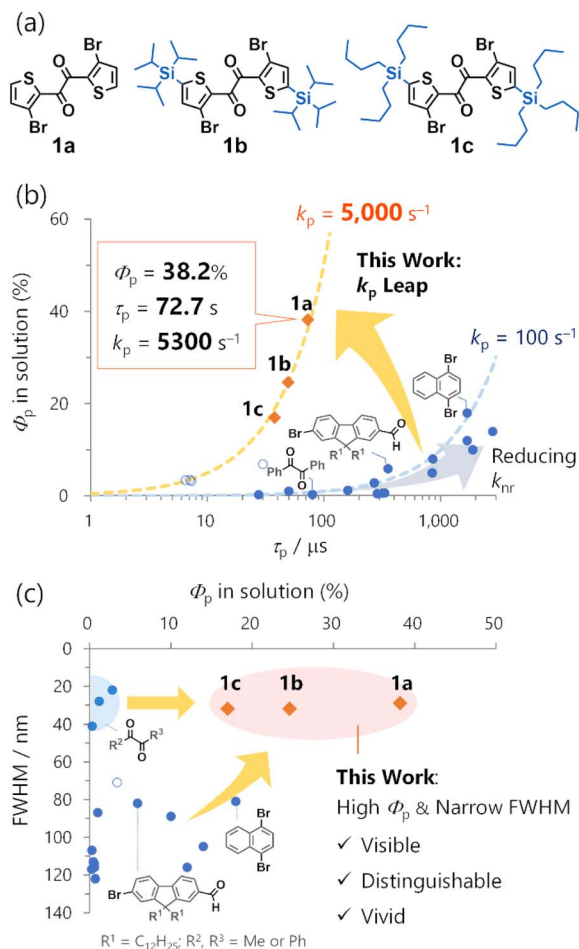 (a)
Br
S
O
S
O
Br
1a
Si
S
O
Br
S
O
Br
Si
1b
Si
S
O
Br
S
O
Br
Si
1c
(b)
60
40
20
0
Φp in solution (%)
kp = 5,000 s⁻¹
This Work:
kp Leap
Φp = 38.2%
τp = 72.7 s
kp = 5300 s⁻¹
1a
1b
1c
kp = 100 s⁻¹
Br
Br
Br
R¹ R¹
O
H
O
Ph
Ph
O
Reducing
knr
1
10
100
1,000
τp / μs
(c)
Φp in solution (%)
0
10
20
30
40
50
0
20
40
60
80
100
120
140
FWHM / nm
1c
1b
1a
O
R²
R³
O
Br
Br
Br
R¹ R¹
O
H
This Work:
High Φp & Narrow FWHM
✓ Visible
✓ Distinguishable
✓ Vivid
R¹ = C₁₂H₂₅; R², R³ = Me or Ph